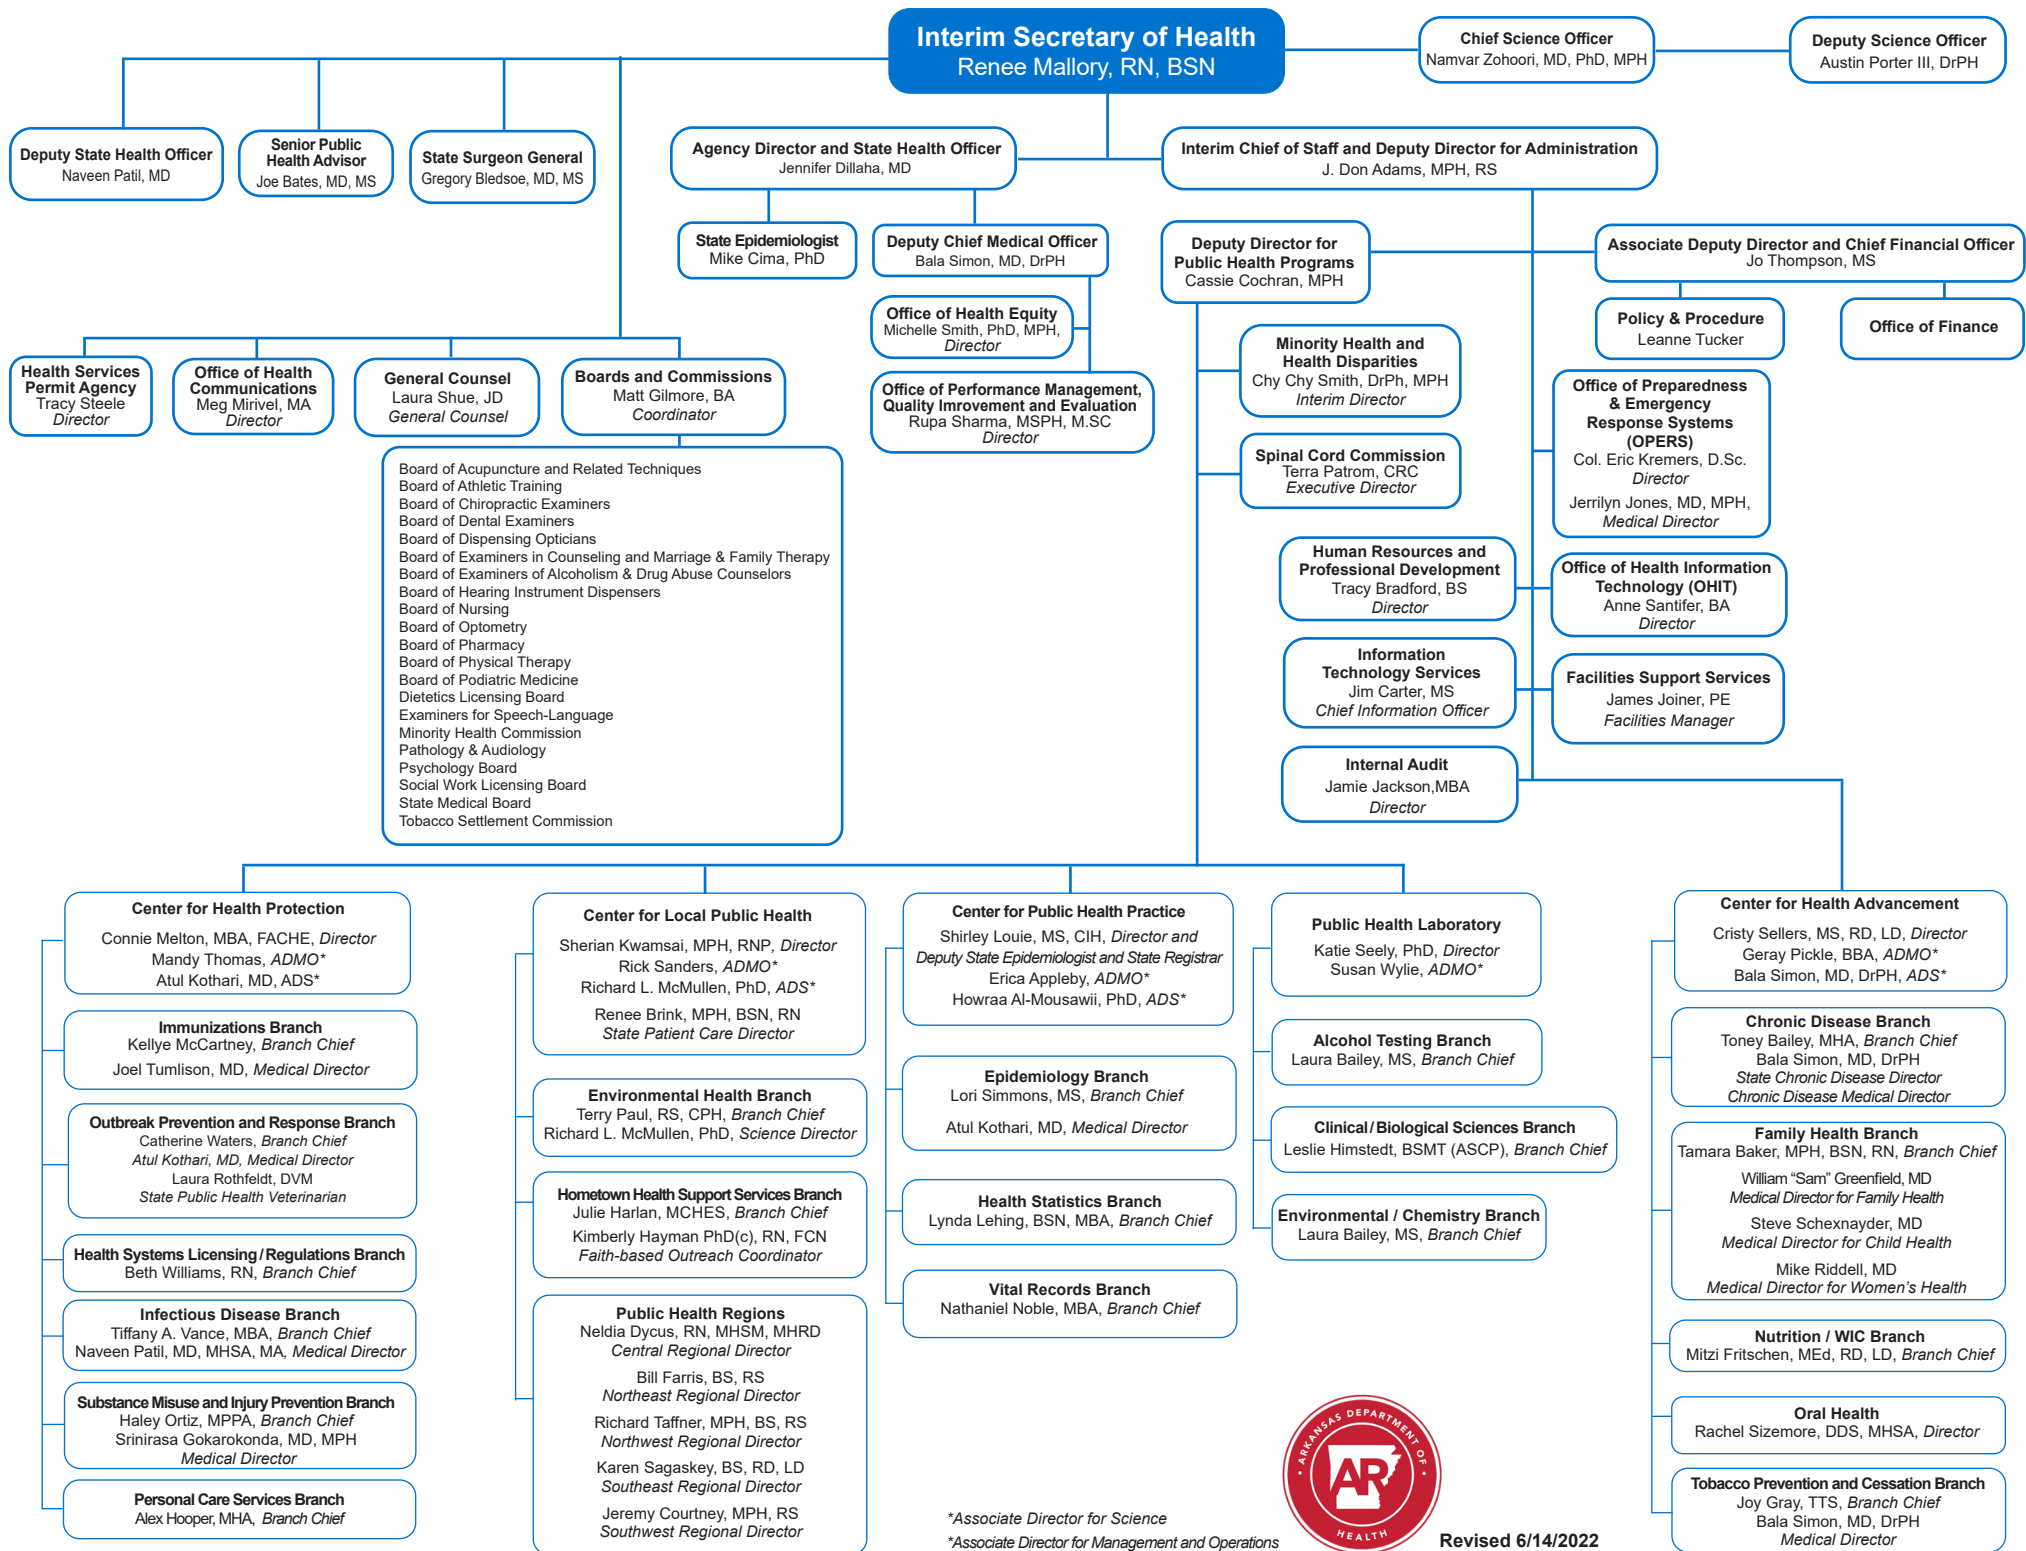 Interim Secretary of Health
Renee Mallory, RN, BSN
Chief Science Officer
Namvar Zohoori, MD, PhD, MPH
Deputy Science Officer
Austin Porter III, DrPH
Deputy State Health Officer
Naveen Patil, MD
Senior Public
Health Advisor
Joe Bates, MD, MS
State Surgeon General
Gregory Bledsoe, MD, MS
Agency Director and State Health Officer
Jennifer Dillaha, MD
Interim Chief of Staff and Deputy Director for Administration
J. Don Adams, MPH, RS
State Epidemiologist
Mike Cima, PhD
Deputy Chief Medical Officer
Bala Simon, MD, DrPH
Deputy Director for
Public Health Programs
Cassie Cochran, MPH
Associate Deputy Director and Chief Financial Officer
Jo Thompson, MS
Office of Health Equity
Michelle Smith, PhD, MPH,
Director
Policy & Procedure
Leanne Tucker
Office of Finance
Health Services
Permit Agency
Tracy Steele
Director
Office of Health
Communications
Meg Mirivel, MA
Director
General Counsel
Laura Shue, JD
General Counsel
Boards and Commissions
Matt Gilmore, BA
Coordinator
Office of Performance Management,
Quality Imrovement and Evaluation
Rupa Sharma, MSPH, M.SC
Director
Minority Health and
Health Disparities
Chy Chy Smith, DrPh, MPH
Interim Director
Office of Preparedness
& Emergency
Response Systems
(OPERS)
Col. Eric Kremers, D.Sc.
Director
Jerrilyn Jones, MD, MPH,
Medical Director
Spinal Cord Commission
Terra Patrom, CRC
Executive Director
Board of Acupuncture and Related Techniques
Board of Athletic Training
Board of Chiropractic Examiners
Board of Dental Examiners
Board of Dispensing Opticians
Board of Examiners in Counseling and Marriage & Family Therapy
Board of Examiners of Alcoholism & Drug Abuse Counselors
Board of Hearing Instrument Dispensers
Board of Nursing
Board of Optometry
Board of Pharmacy
Board of Physical Therapy
Board of Podiatric Medicine
Dietetics Licensing Board
Examiners for Speech-Language
Minority Health Commission
Pathology & Audiology
Psychology Board
Social Work Licensing Board
State Medical Board
Tobacco Settlement Commission
Human Resources and
Professional Development
Tracy Bradford, BS
Director
Office of Health Information
Technology (OHIT)
Anne Santifer, BA
Director
Information
Technology Services
Jim Carter, MS
Chief Information Officer
Facilities Support Services
James Joiner, PE
Facilities Manager
Internal Audit
Jamie Jackson,MBA
Director
Center for Health Protection
Connie Melton, MBA, FACHE, Director
Mandy Thomas, ADMO*
Atul Kothari, MD, ADS*
Immunizations Branch
Kellye McCartney, Branch Chief
Joel Tumlison, MD, Medical Director
Outbreak Prevention and Response Branch
Catherine Waters, Branch Chief
Atul Kothari, MD, Medical Director
Laura Rothfeldt, DVM
State Public Health Veterinarian
Health Systems Licensing/Regulations Branch
Beth Williams, RN, Branch Chief
Infectious Disease Branch
Tiffany A. Vance, MBA, Branch Chief
Naveen Patil, MD, MHSA, MA, Medical Director
Substance Misuse and Injury Prevention Branch
Haley Ortiz, MPPA, Branch Chief
Srinirasa Gokarokonda, MD, MPH
Medical Director
Personal Care Services Branch
Alex Hooper, MHA, Branch Chief
Center for Local Public Health
Sherian Kwamsai, MPH, RNP, Director
Rick Sanders, ADMO*
Richard L. McMullen, PhD, ADS*
Renee Brink, MPH, BSN, RN
State Patient Care Director
Environmental Health Branch
Terry Paul, RS, CPH, Branch Chief
Richard L. McMullen, PhD, Science Director
Hometown Health Support Services Branch
Julie Harlan, MCHES, Branch Chief
Kimberly Hayman PhD(c), RN, FCN
Faith-based Outreach Coordinator
Public Health Regions
Neldia Dycus, RN, MHSM, MHRD
Central Regional Director
Bill Farris, BS, RS
Northeast Regional Director
Richard Taffner, MPH, BS, RS
Northwest Regional Director
Karen Sagaskey, BS, RD, LD
Southeast Regional Director
Jeremy Courtney, MPH, RS
Southwest Regional Director
Center for Public Health Practice
Shirley Louie, MS, CIH, Director and
Deputy State Epidemiologist and State Registrar
Erica Appleby, ADMO*
Howraa Al-Mousawii, PhD, ADS*
Epidemiology Branch
Lori Simmons, MS, Branch Chief
Atul Kothari, MD, Medical Director
Health Statistics Branch
Lynda Lehing, BSN, MBA, Branch Chief
Vital Records Branch
Nathaniel Noble, MBA, Branch Chief
Public Health Laboratory
Katie Seely, PhD, Director
Susan Wylie, ADMO*
Alcohol Testing Branch
Laura Bailey, MS, Branch Chief
Clinical/Biological Sciences Branch
Leslie Himstedt, BSMT (ASCP), Branch Chief
Environmental / Chemistry Branch
Laura Bailey, MS, Branch Chief
Center for Health Advancement
Cristy Sellers, MS, RD, LD, Director
Geray Pickle, BBA, ADMO*
Bala Simon, MD, DrPH, ADS*
Chronic Disease Branch
Toney Bailey, MHA, Branch Chief
Bala Simon, MD, DrPH
State Chronic Disease Director
Chronic Disease Medical Director
Family Health Branch
Tamara Baker, MPH, BSN, RN, Branch Chief
William “Sam” Greenfield, MD
Medical Director for Family Health
Steve Schexnayder, MD
Medical Director for Child Health
Mike Riddell, MD
Medical Director for Women’s Health
Nutrition / WIC Branch
Mitzi Fritschen, MEd, RD, LD, Branch Chief
Oral Health
Rachel Sizemore, DDS, MHSA, Director
Tobacco Prevention and Cessation Branch
Joy Gray, TTS, Branch Chief
Bala Simon, MD, DrPH
Medical Director
*Associate Director for Science
*Associate Director for Management and Operations
ARKANSAS DEPARTMENT OF
AR
HEALTH
Revised 6/14/2022